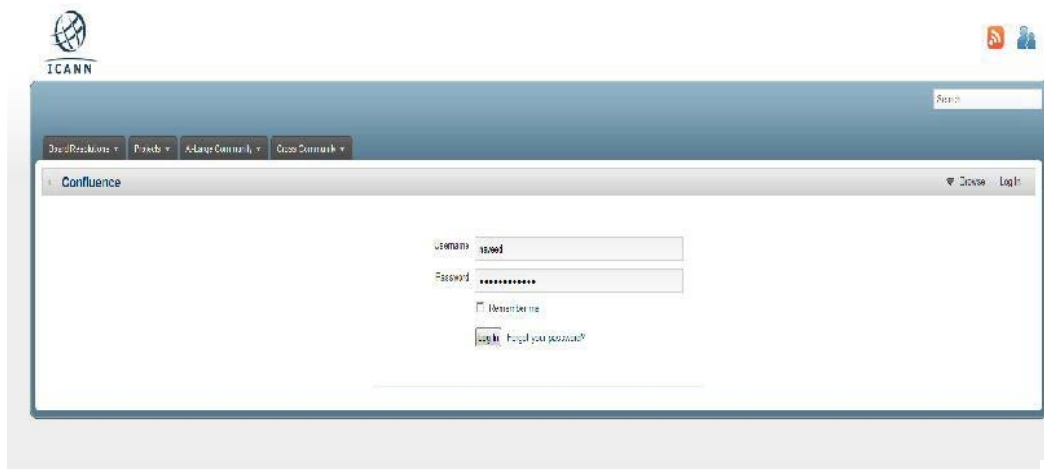 ICANN
Search
Board Resolutions Projects At-Large Community Cross Community
Confluence Browse Log In
Username naveed
Password ••••••••••••
Remember me
Log In Forgot your password?